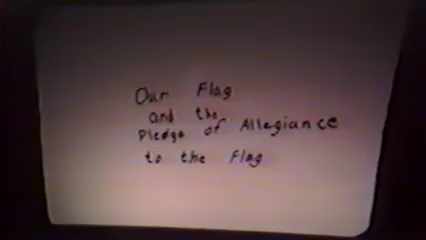 Our Flag
and the
Pledge of Allegiance
to the Flag